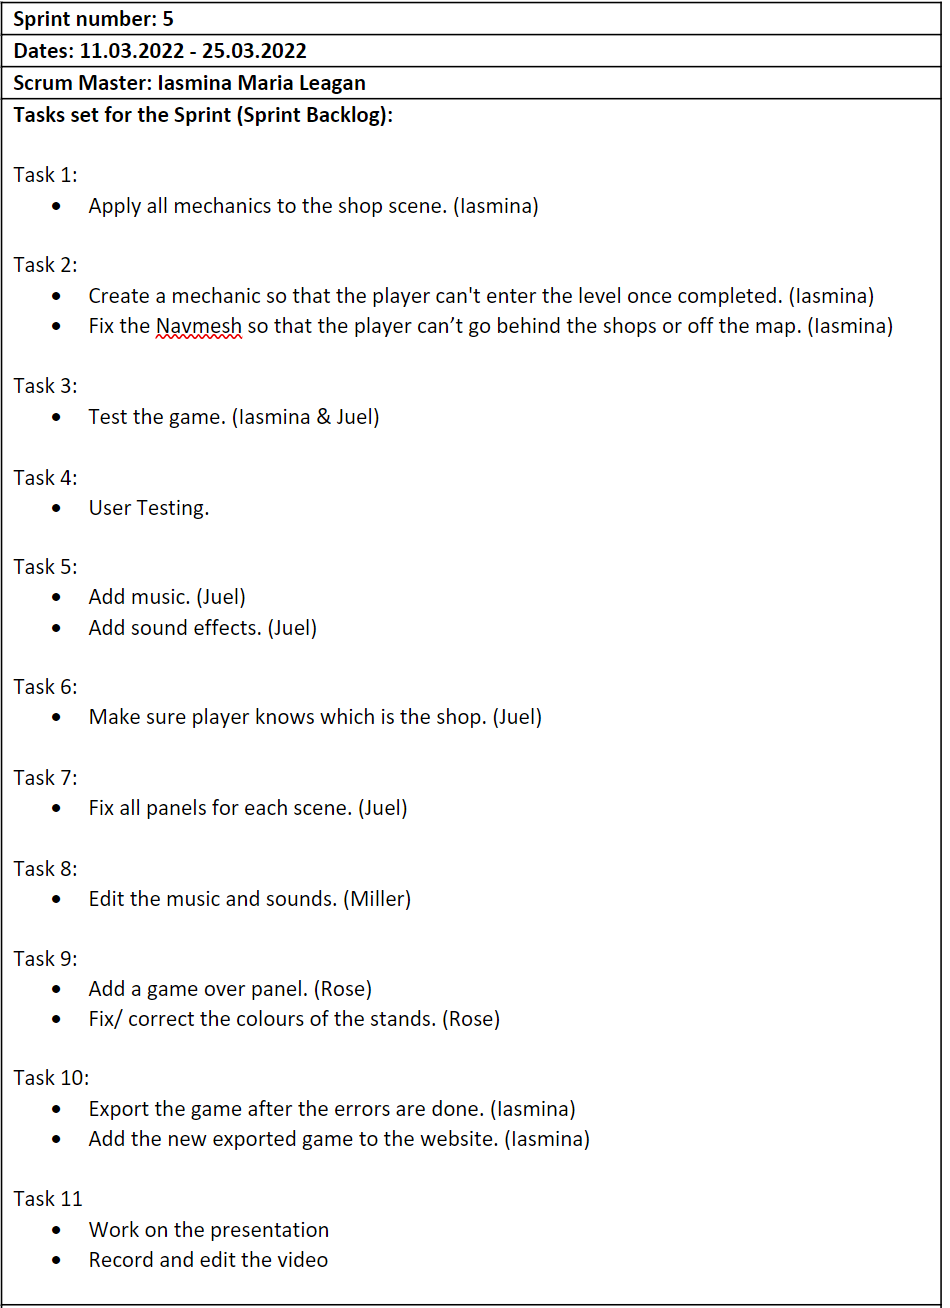 Sprint number: 5
Dates: 11.03.2022 - 25.03.2022
Scrum Master: Iasmina Maria Leagan
Tasks set for the Sprint (Sprint Backlog):
Task 1:
• Apply all mechanics to the shop scene. (Iasmina)
Task 2:
• Create a mechanic so that the player can't enter the level once completed. (Iasmina)
• Fix the Navmesh so that the player can’t go behind the shops or off the map. (Iasmina)
Task 3:
• Test the game. (Iasmina & Juel)
Task 4:
• User Testing.
Task 5:
• Add music. (Juel)
• Add sound effects. (Juel)
Task 6:
• Make sure player knows which is the shop. (Juel)
Task 7:
• Fix all panels for each scene. (Juel)
Task 8:
• Edit the music and sounds. (Miller)
Task 9:
• Add a game over panel. (Rose)
• Fix/ correct the colours of the stands. (Rose)
Task 10:
• Export the game after the errors are done. (Iasmina)
• Add the new exported game to the website. (Iasmina)
Task 11
• Work on the presentation
• Record and edit the video